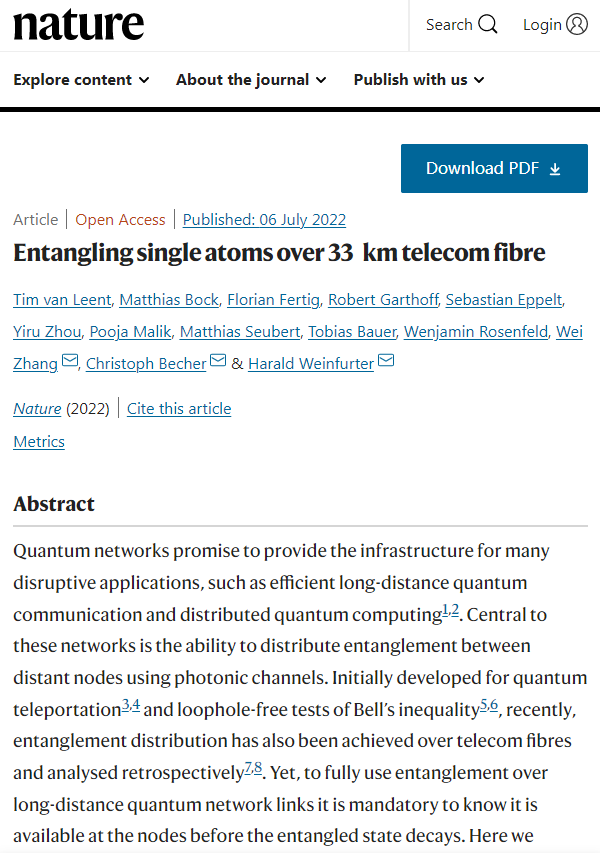 nature
Search
Login
Explore content
About the journal
Publish with us
Download PDF
Article | Open Access | Published: 06 July 2022
Entangling single atoms over 33 km telecom fibre
Tim van Leent, Matthias Bock, Florian Fertig, Robert Garthoff, Sebastian Eppelt,
Yiru Zhou, Pooja Malik, Matthias Seubert, Tobias Bauer, Wenjamin Rosenfeld, Wei
Zhang, Christoph Becher & Harald Weinfurter
Nature (2022) | Cite this article
Metrics
Abstract
Quantum networks promise to provide the infrastructure for many
disruptive applications, such as efficient long-distance quantum
communication and distributed quantum computing1,2. Central to
these networks is the ability to distribute entanglement between
distant nodes using photonic channels. Initially developed for quantum
teleportation3,4 and loophole-free tests of Bell’s inequality5,6, recently,
entanglement distribution has also been achieved over telecom fibres
and analysed retrospectively7,8. Yet, to fully use entanglement over
long-distance quantum network links it is mandatory to know it is
available at the nodes before the entangled state decays. Here we